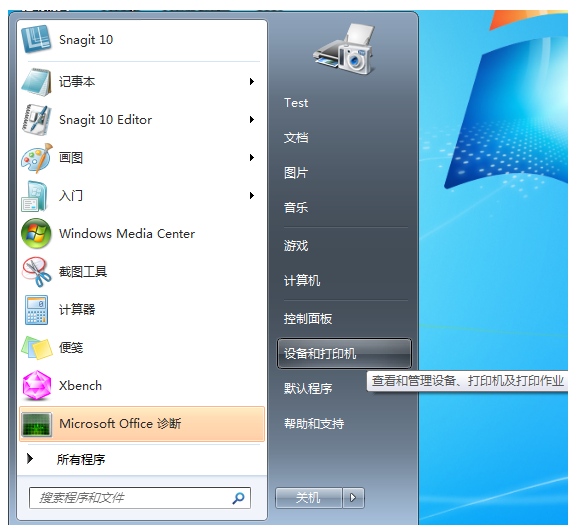 Snagit 10
记事本
Snagit 10 Editor
画图
入门
Windows Media Center
截图工具
计算器
便笺
Xbench
Microsoft Office 诊断
所有程序
搜索程序和文件
Test
文档
图片
音乐
游戏
计算机
控制面板
设备和打印机
查看和管理设备、打印机及打印作业
默认程序
帮助和支持
关机